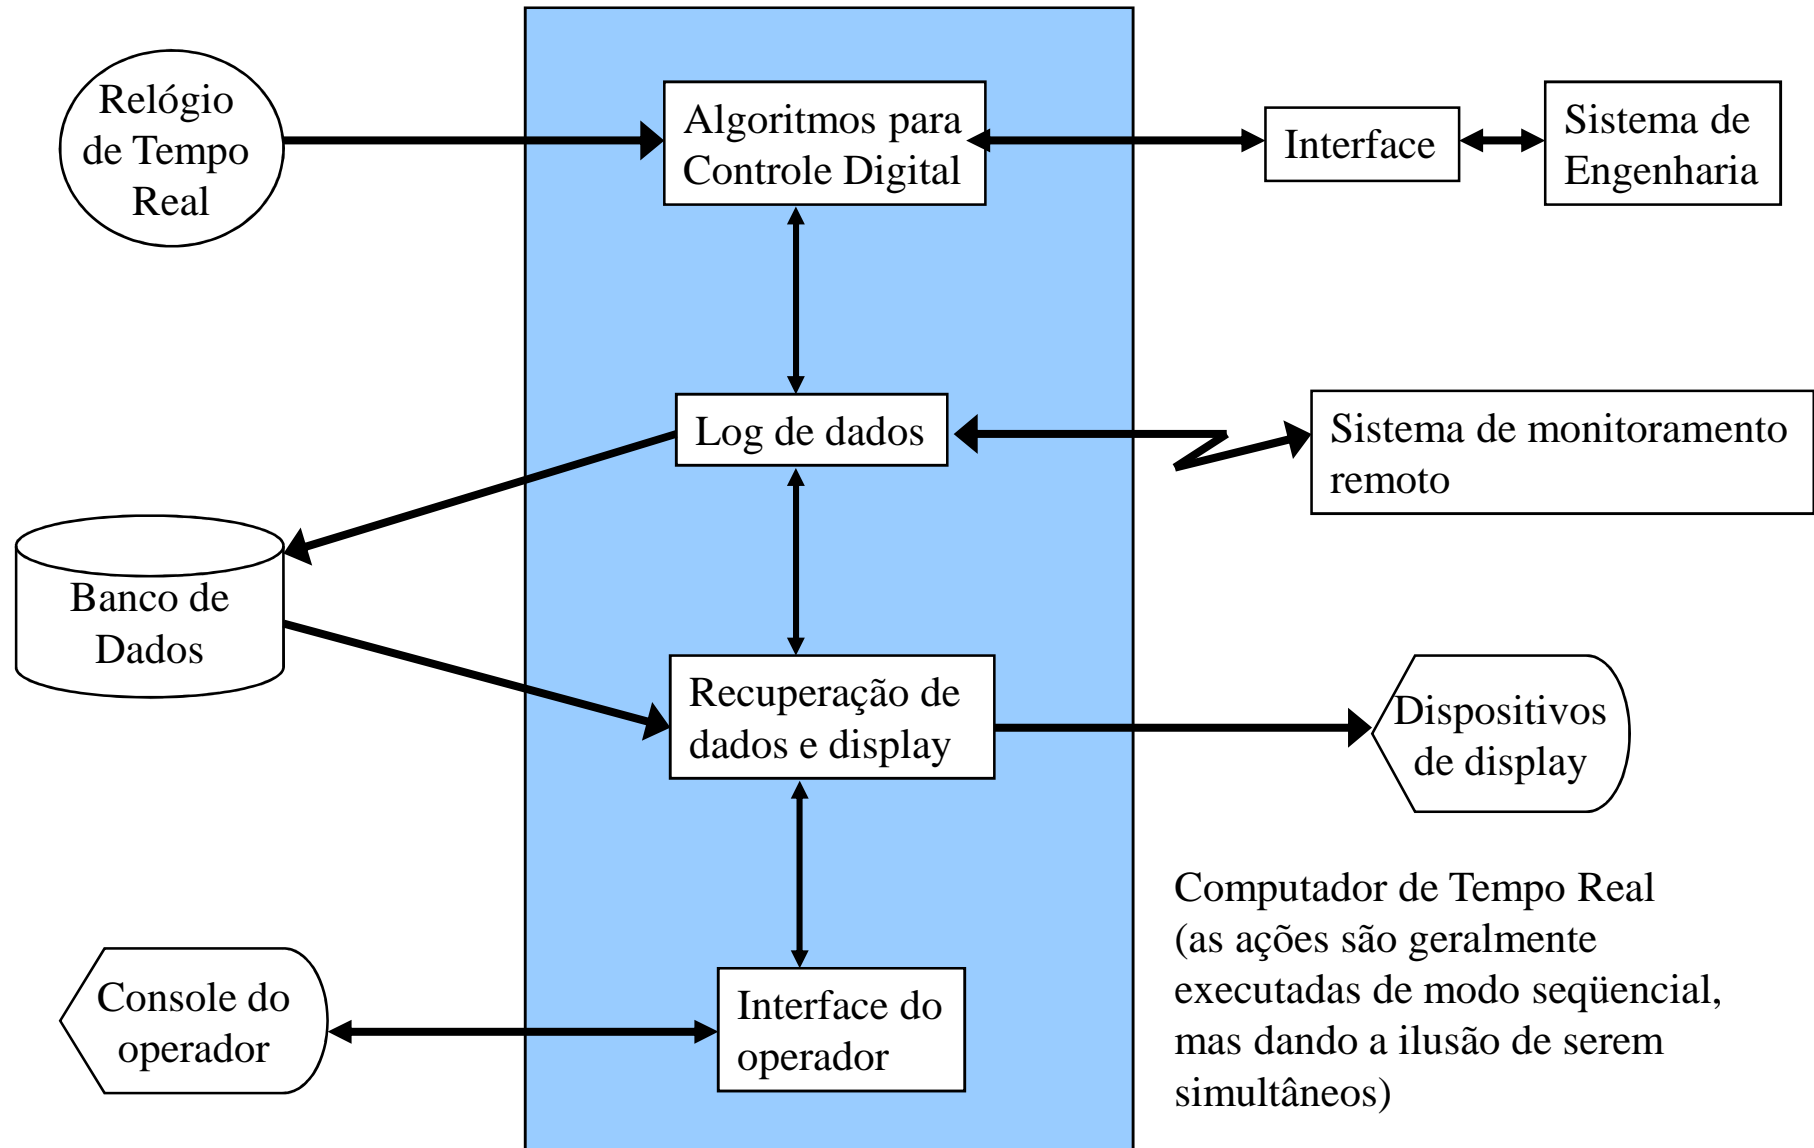 Relógio
de Tempo
Real
Algoritmos para
Controle Digital
Interface
Sistema de
Engenharia
Log de dados
Sistema de monitoramento
remoto
Banco de
Dados
Recuperação de
dados e display
Dispositivos
de display
Computador de Tempo Real
(as ações são geralmente
executadas de modo seqüencial,
mas dando a ilusão de serem
simultâneos)
Console do
operador
Interface do
operador